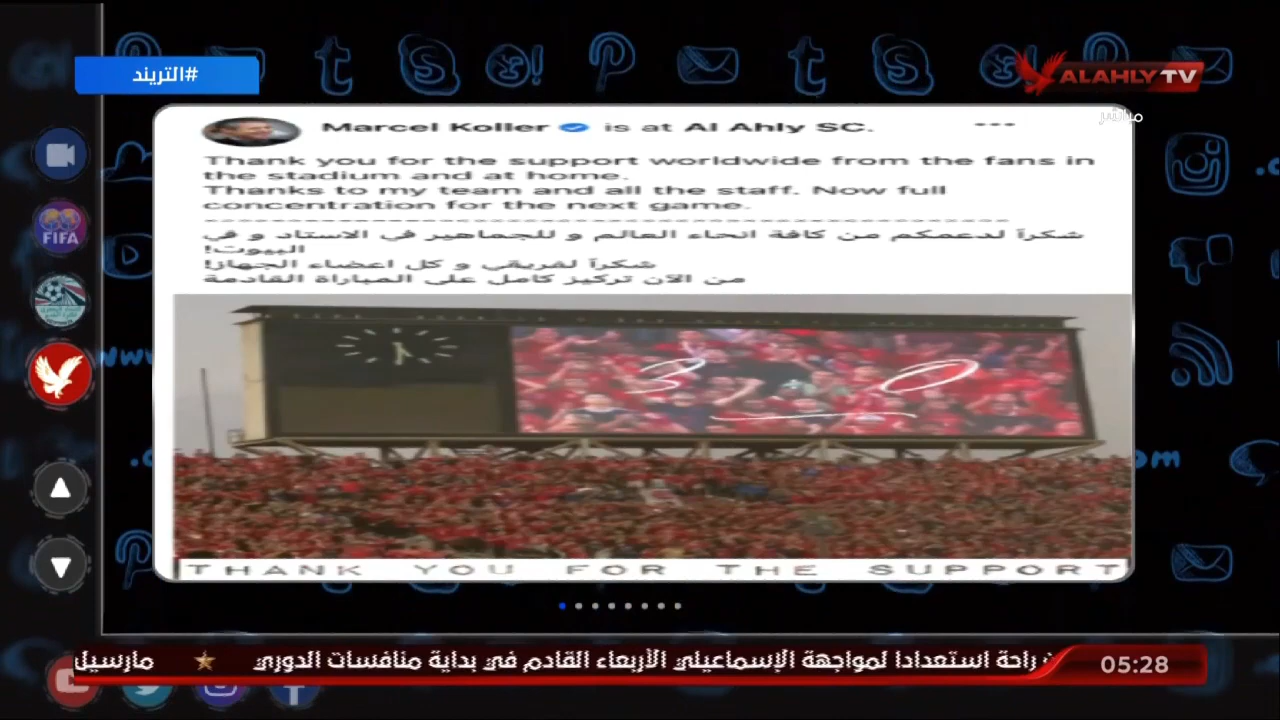 #التريند
ALAHLY TV
مباشر
Marcel Koller is at Al Ahly SC.
Thank you for the support worldwide from the fans in
the stadium and at home.
Thanks to my team and all the staff. Now full
concentration for the next game.
شكراً لدعمكم من كافة انحاء العالم و للجماهير في الاستاد و في
البيوت!
شكراً لفريقي و كل اعضاء الجهاز!
من الآن تركيز كامل على المباراة القادمة
FIFA
3 0
THANK YOU FOR THE SUPPORT
راحة استعدادا لمواجهة الإسماعيلي الأربعاء القادم في بداية منافسات الدوري
مارسيل
05:28